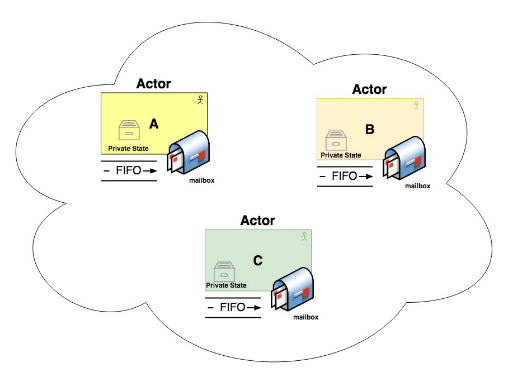 Actor
A
Private State
– FIFO →
mailbox
Actor
B
Private State
– FIFO →
mailbox
Actor
C
Private State
– FIFO →
mailbox